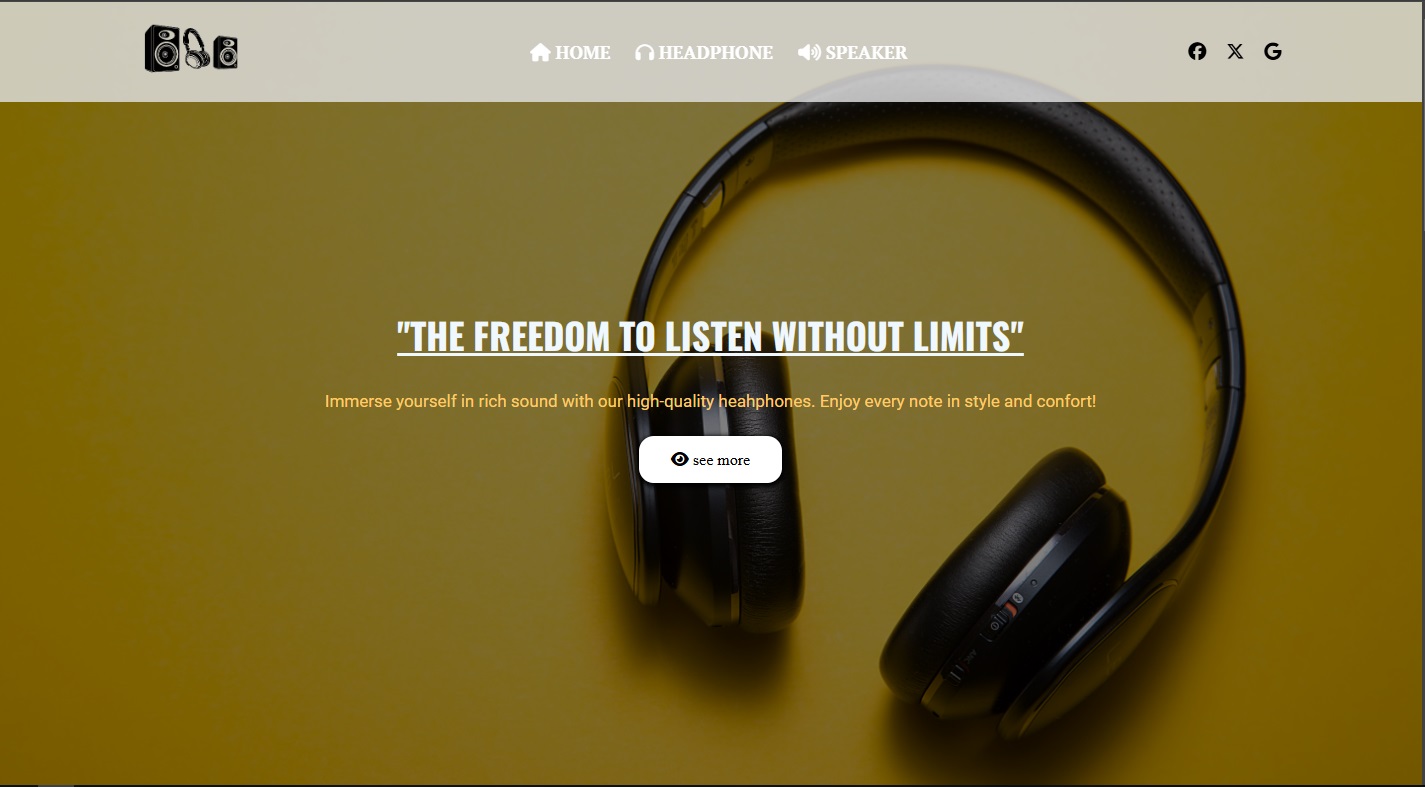 HOME HEADPHONE SPEAKER
"THE FREEDOM TO LISTEN WITHOUT LIMITS"
Immerse yourself in rich sound with our high-quality heahphones. Enjoy every note in style and confort!
see more